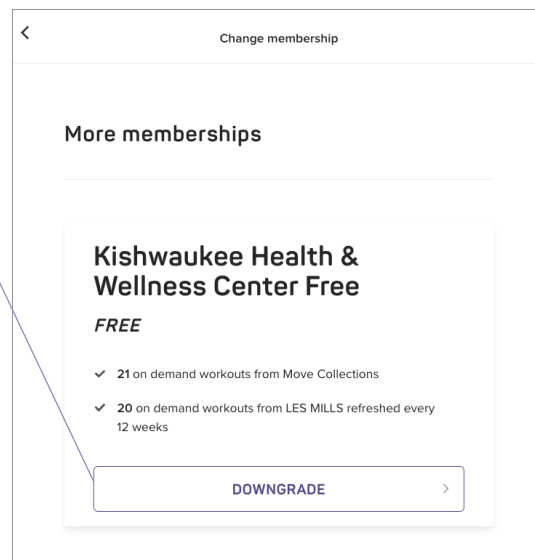 Change membership
More memberships
Kishwaukee Health &
Wellness Center Free
FREE
21 on demand workouts from Move Collections
20 on demand workouts from LES MILLS refreshed every
12 weeks
DOWNGRADE